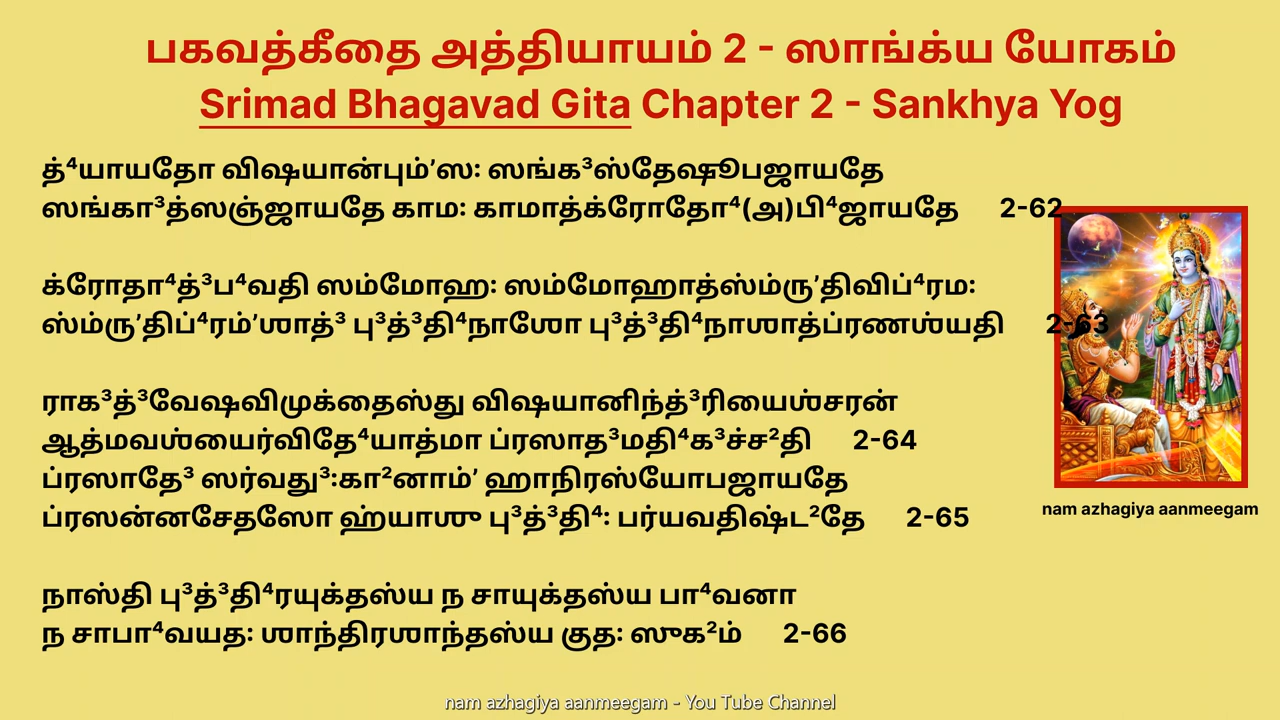 பகவத்கீதை அத்தியாயம் 2 - ஸாங்க்ய யோகம்
Srimad Bhagavad Gita Chapter 2 - Sankhya Yog
த்⁴யாயதோ விஷயான்பும்ʼஸ꞉ ஸங்க³ஸ்தேஷூபஜாயதே
ஸங்கா³த்ஸஞ்ஜாயதே காம꞉ காமாத்க்ரோதோ⁴(அ)பி⁴ஜாயதே 2-62
க்ரோதா⁴த்³ப⁴வதி ஸம்மோஹ꞉ ஸம்மோஹாத்ஸ்ம்ருʼதிவிப்⁴ரம꞉
ஸ்ம்ருʼதிப்⁴ரம்ʼஶாத்³ பு³த்³தி⁴நாஶோ பு³த்³தி⁴நாஶாத்ப்ரணஶ்யதி 2-63
ராக³த்³வேஷவிமுக்தைஸ்து விஷயானிந்த்³ரியைஶ்சரன்
ஆத்மவஶ்யைர்விதே⁴யாத்மா ப்ரஸாத³மதி⁴க³ச்ச²தி 2-64
ப்ரஸாதே³ ஸர்வது³꞉கா²னாம்ʼ ஹாநிரஸ்யோபஜாயதே
ப்ரஸன்னசேதஸோ ஹ்யாஶு பு³த்³தி⁴꞉ பர்யவதிஷ்ட²தே 2-65
நாஸ்தி பு³த்³தி⁴ரயுக்தஸ்ய ந சாயுக்தஸ்ய பா⁴வனா
ந சாபா⁴வயத꞉ ஶாந்திரஶாந்தஸ்ய குத꞉ ஸுக²ம் 2-66
nam azhagiya aanmeegam
nam azhagiya aanmeegam - You Tube Channel